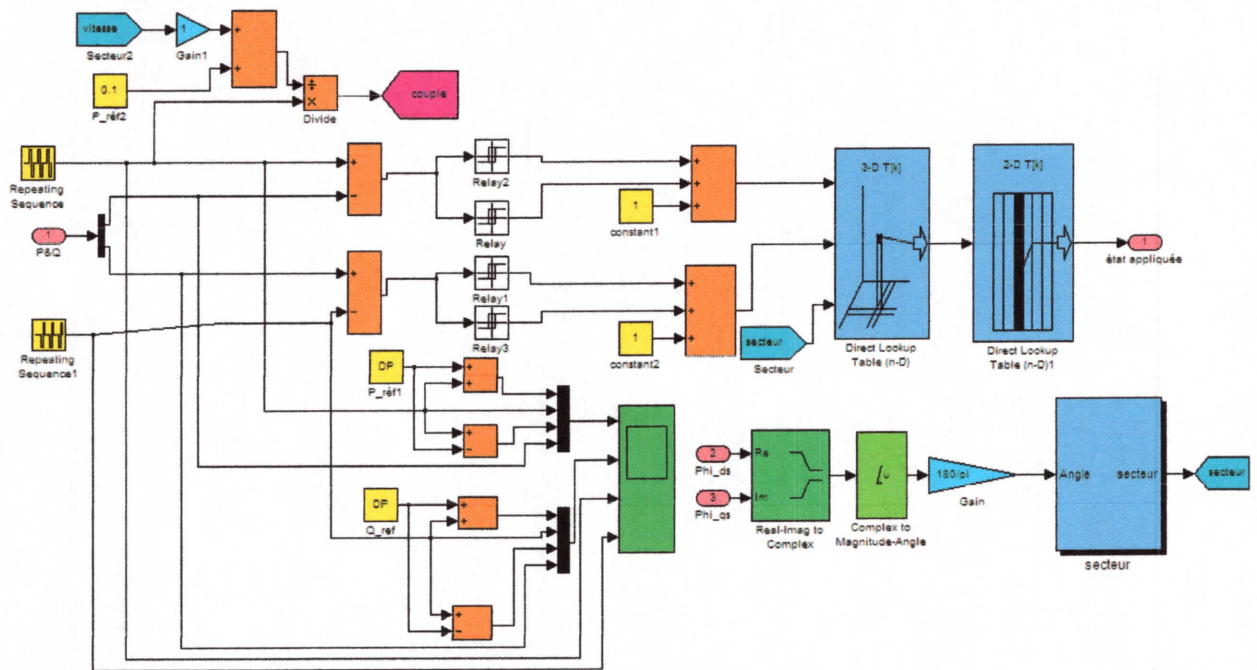 vitesse
Secteur2
1
Gain1
+
+
0.1
P_réf2
÷
×
Divide
couple
Repeating
Sequence
1
P&Q
Repeating
Sequence1
+
−
+
−
Relay2
Relay
Relay1
Relay3
1
constant1
+
+
+
1
constant2
+
+
+
secteur
Secteur
3-D T[k]
Direct Lookup
Table (n-D)
2-D T[k]
Direct Lookup
Table (n-D)1
1
état appliquée
DP
P_réf1
+
+
+
−
DP
Q_ref
+
+
+
−
2
Phi_ds
3
Phi_qs
Re
Im
Real-Imag to
Complex
∠u
Complex to
Magnitude-Angle
180/pi
Gain
Angle
secteur
secteur
secteur